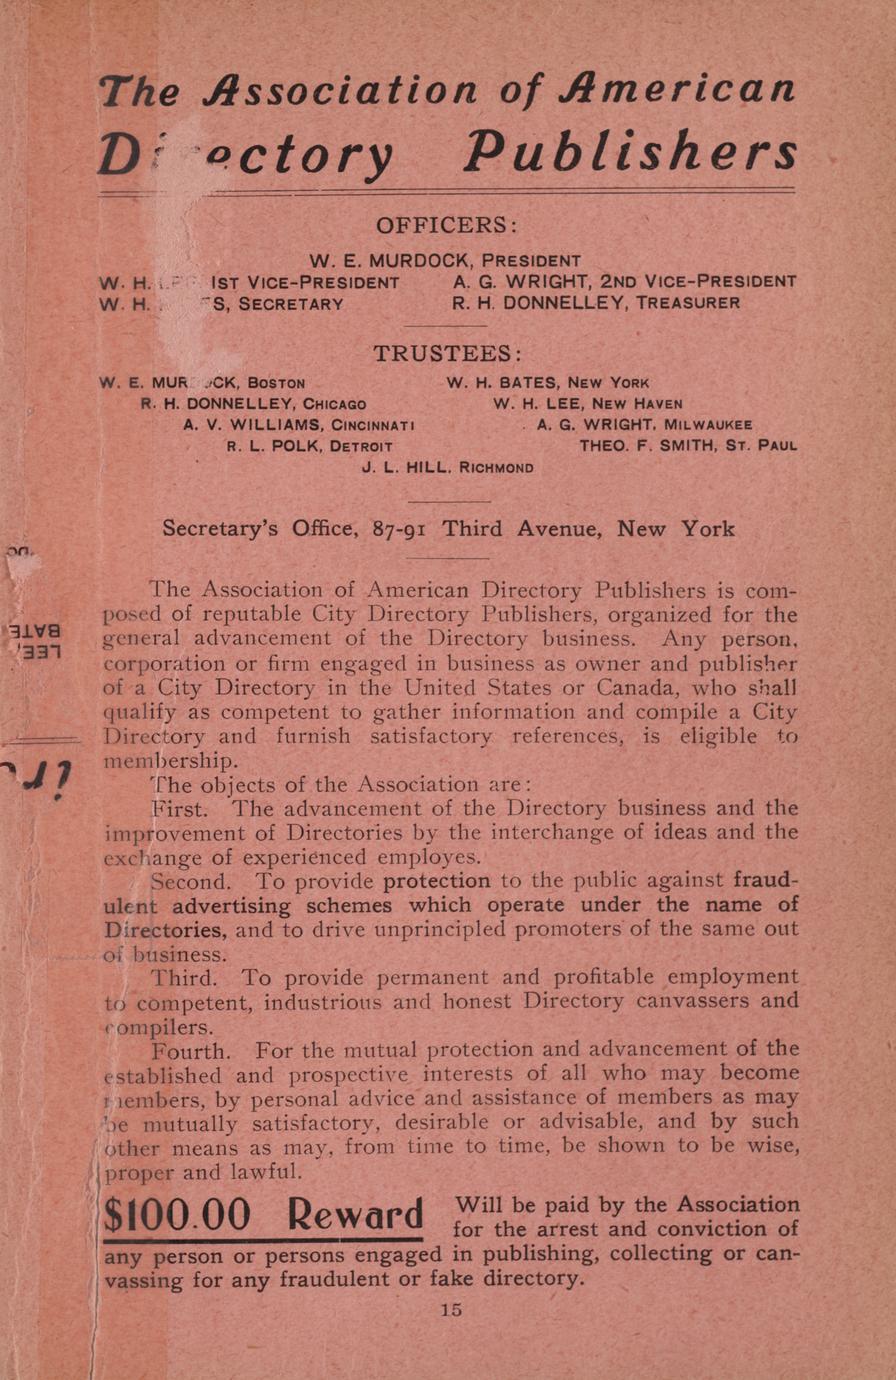 The Association of American
Directory Publishers
OFFICERS:
W. E. MURDOCK, PRESIDENT
W. H. LEE, 1ST VICE-PRESIDENT A. G. WRIGHT, 2ND VICE-PRESIDENT
W. H. BATES, SECRETARY R. H. DONNELLEY, TREASURER
TRUSTEES:
W. E. MURDOCK, BOSTON W. H. BATES, NEW YORK
R. H. DONNELLEY, CHICAGO W. H. LEE, NEW HAVEN
A. V. WILLIAMS, CINCINNATI A. G. WRIGHT, MILWAUKEE
R. L. POLK, DETROIT THEO. F. SMITH, ST. PAUL
J. L. HILL, RICHMOND
Secretary's Office, 87-91 Third Avenue, New York
The Association of American Directory Publishers is com-
posed of reputable City Directory Publishers, organized for the
general advancement of the Directory business. Any person,
corporation or firm engaged in business as owner and publisher
of a City Directory in the United States or Canada, who shall
qualify as competent to gather information and compile a City
Directory and furnish satisfactory references, is eligible to
membership.
The objects of the Association are:
First. The advancement of the Directory business and the
improvement of Directories by the interchange of ideas and the
exchange of experienced employes.
Second. To provide protection to the public against fraud-
ulent advertising schemes which operate under the name of
Directories, and to drive unprincipled promoters of the same out
of business.
Third. To provide permanent and profitable employment
to competent, industrious and honest Directory canvassers and
compilers.
Fourth. For the mutual protection and advancement of the
established and prospective interests of all who may become
members, by personal advice and assistance of members as may
be mutually satisfactory, desirable or advisable, and by such
other means as may, from time to time, be shown to be wise,
proper and lawful.
$100.00 Reward Will be paid by the Association
for the arrest and conviction of
any person or persons engaged in publishing, collecting or can-
vassing for any fraudulent or fake directory.
15
LEE,
BATE